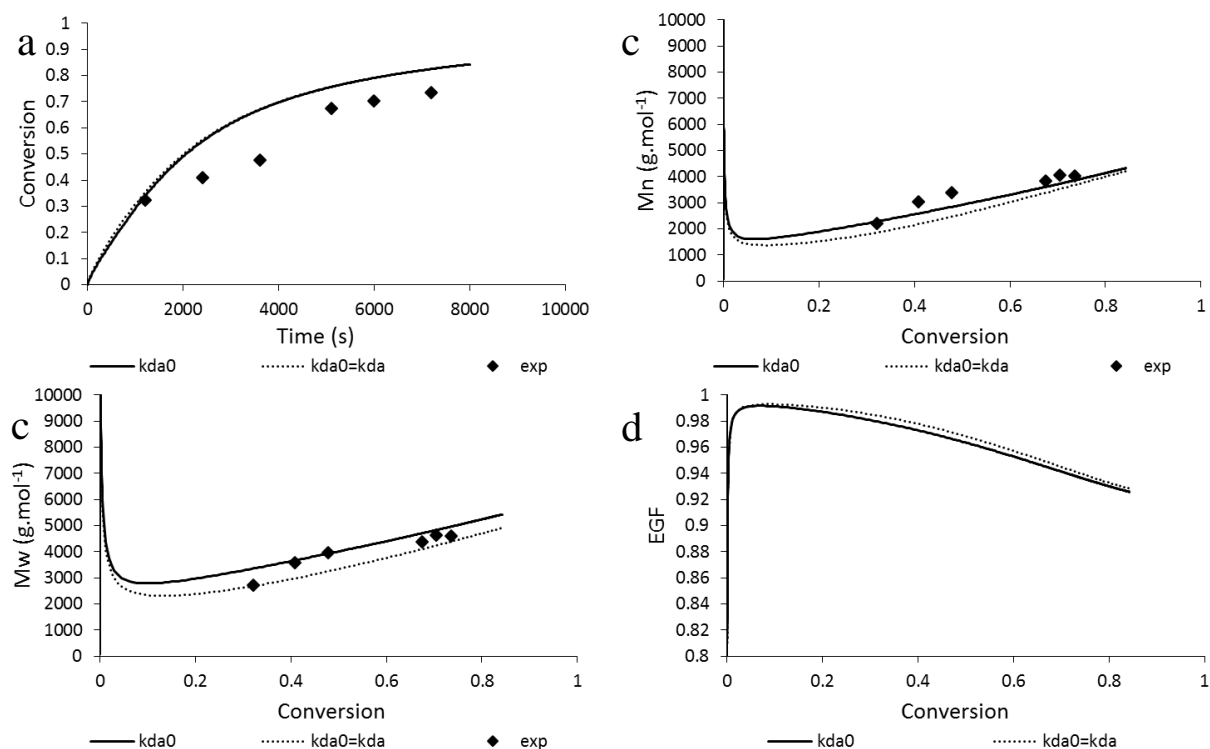 a
1
0.9
0.8
0.7
0.6
0.5
0.4
0.3
0.2
0.1
0
Conversion
0 2000 4000 6000 8000 10000
Time (s)
kda0 kda0=kda exp
c
10000
9000
8000
7000
6000
5000
4000
3000
2000
1000
0
Mn (g.mol⁻¹)
0 0.2 0.4 0.6 0.8 1
Conversion
kda0 kda0=kda exp
c
10000
9000
8000
7000
6000
5000
4000
3000
2000
1000
0
Mw (g.mol⁻¹)
0 0.2 0.4 0.6 0.8 1
Conversion
kda0 kda0=kda exp
d
1
0.98
0.96
0.94
0.92
0.9
0.88
0.86
0.84
0.82
0.8
EGF
0 0.2 0.4 0.6 0.8 1
Conversion
kda0 kda0=kda